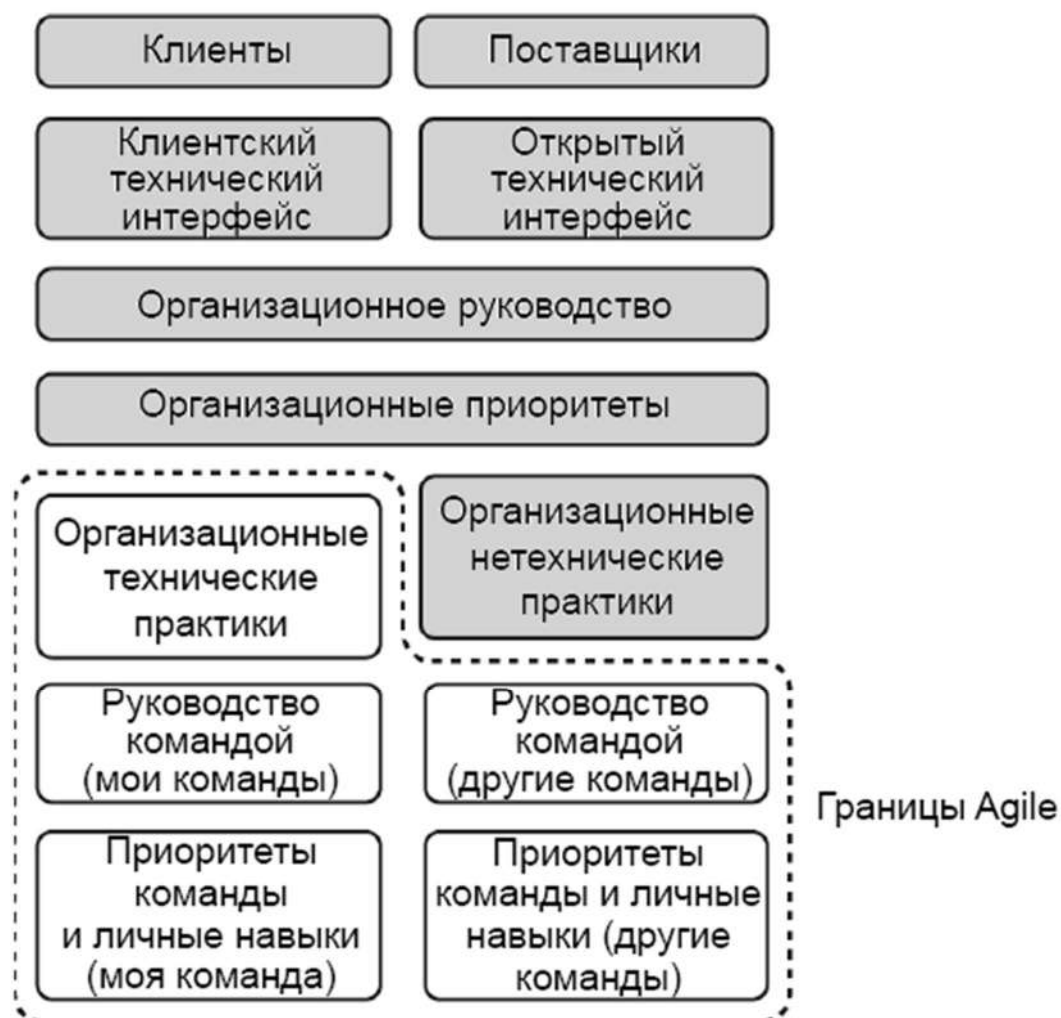 Клиенты
Поставщики
Клиентский
технический
интерфейс
Открытый
технический
интерфейс
Организационное руководство
Организационные приоритеты
Организационные
технические
практики
Организационные
нетехнические
практики
Руководство
командой
(мои команды)
Руководство
командой
(другие команды)
Границы Agile
Приоритеты
команды
и личные навыки
(моя команда)
Приоритеты
команды и личные
навыки (другие
команды)